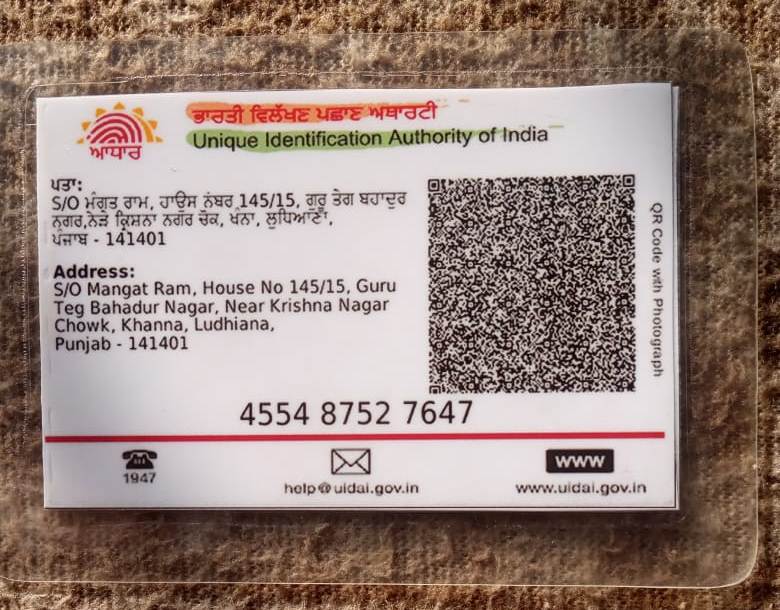 ਭਾਰਤੀ ਵਿਲੱਖਣ ਪਛਾਣ ਅਥਾਰਟੀ
Unique Identification Authority of India
ਆਧਾਰ
ਪਤਾ:
S/O ਮੰਗਤ ਰਾਮ, ਹਾਊਸ ਨੰਬਰ 145/15, ਗੁਰੂ ਤੇਗ ਬਹਾਦੁਰ
ਨਗਰ,ਨੇੜੇ ਕ੍ਰਿਸ਼ਨਾ ਨਗਰ ਚੌਕ, ਖੰਨਾ, ਲੁਧਿਆਣਾ,
ਪੰਜਾਬ - 141401
Address:
S/O Mangat Ram, House No 145/15, Guru
Teg Bahadur Nagar, Near Krishna Nagar
Chowk, Khanna, Ludhiana,
Punjab - 141401
QR Code with Photograph
4554 8752 7647
1947
help@uidai.gov.in
www
www.uidai.gov.in